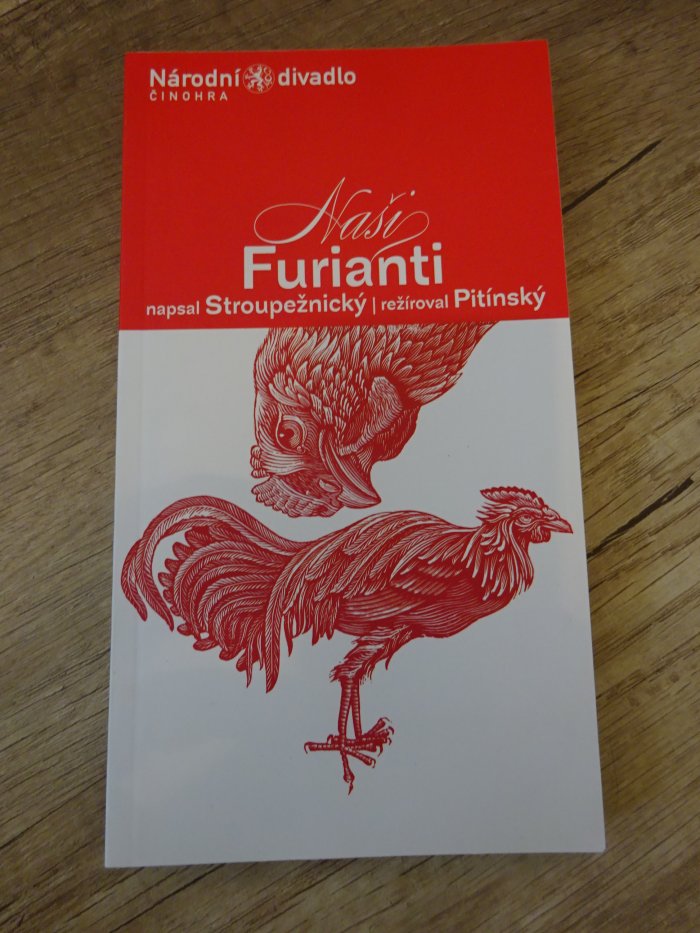 Národní divadlo
ČINOHRA
Naši
Furianti
napsal Stroupežnický | režíroval Pitínský